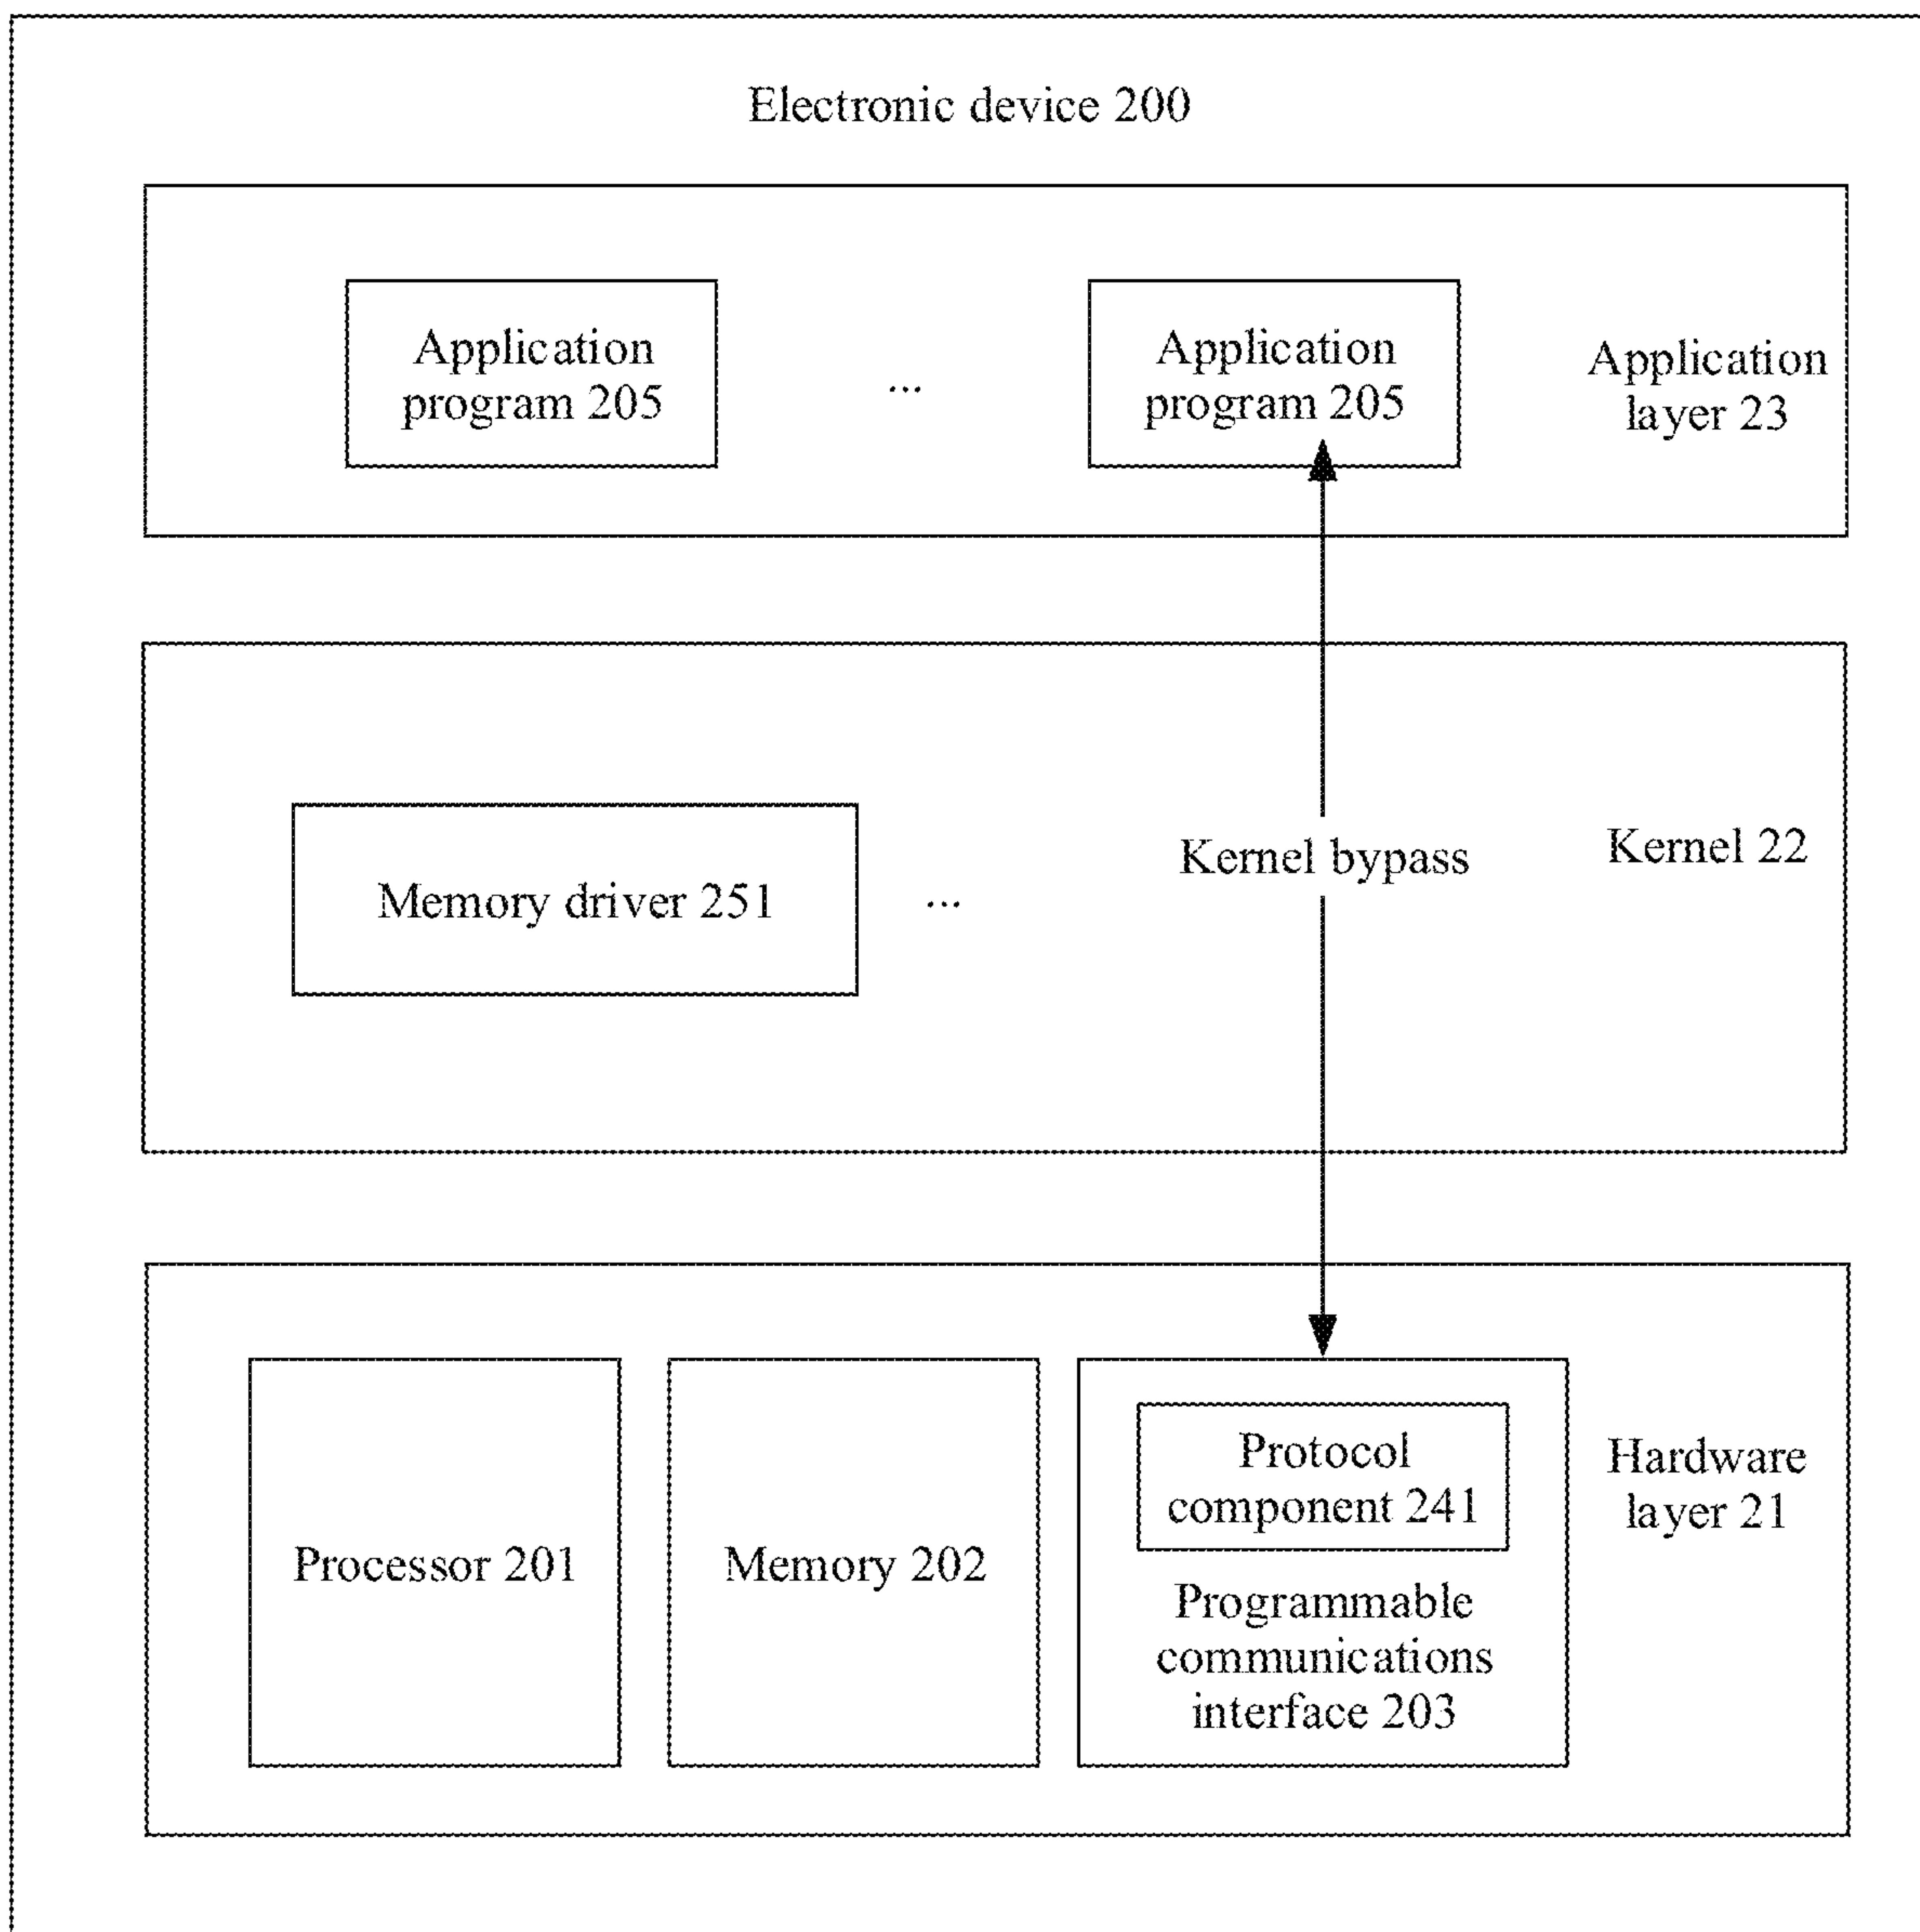 Electronic device 200
Application
program 205
...
Application
program 205
Application
layer 23
Memory driver 251
...
Kernel bypass
Kernel 22
Processor 201
Memory 202
Protocol
component 241
Programmable
communications
interface 203
Hardware
layer 21